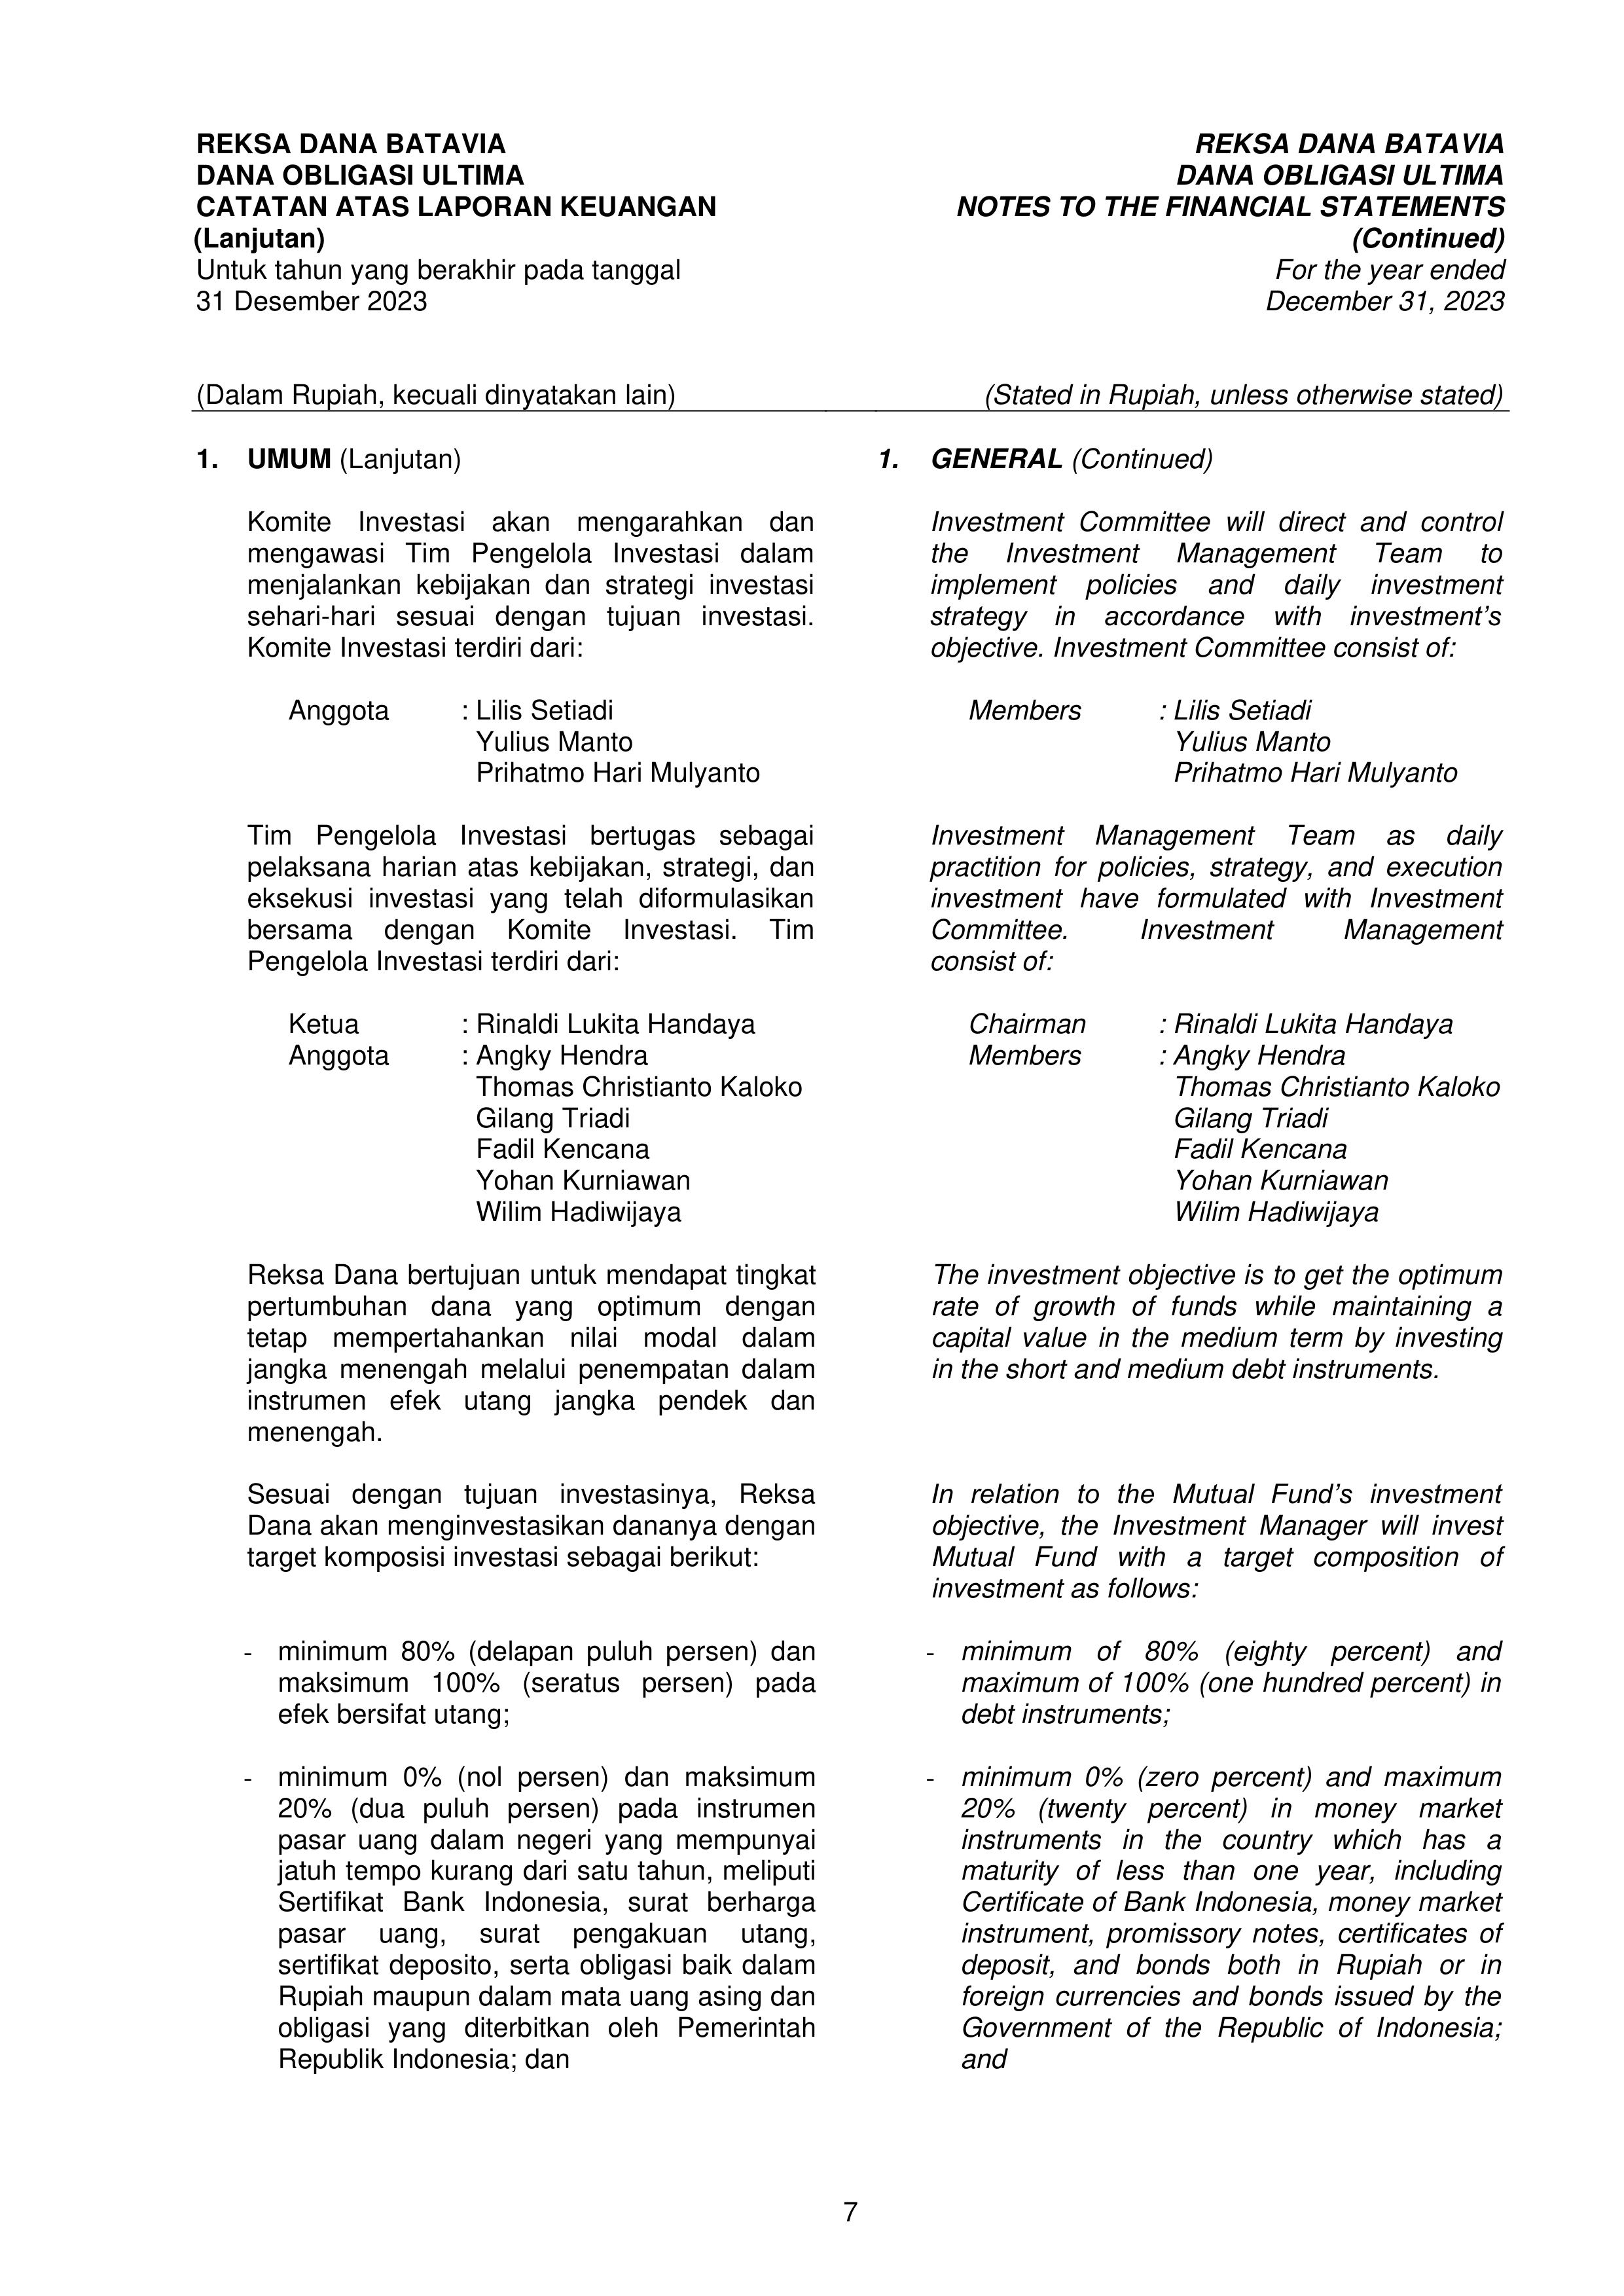 REKSA DANA BATAVIA
DANA OBLIGASI ULTIMA
CATATAN ATAS LAPORAN KEUANGAN
(Lanjutan)
Untuk tahun yang berakhir pada tanggal
31 Desember 2023
REKSA DANA BATAVIA
DANA OBLIGASI ULTIMA
NOTES TO THE FINANCIAL STATEMENTS
(Continued)
For the year ended
December 31, 2023
(Dalam Rupiah, kecuali dinyatakan lain)
(Stated in Rupiah, unless otherwise stated)
1. UMUM (Lanjutan)
Komite Investasi akan mengarahkan dan
mengawasi Tim Pengelola Investasi dalam
menjalankan kebijakan dan strategi investasi
sehari-hari sesuai dengan tujuan investasi.
Komite Investasi terdiri dari:
Anggota : Lilis Setiadi
Yulius Manto
Prihatmo Hari Mulyanto
Tim Pengelola Investasi bertugas sebagai
pelaksana harian atas kebijakan, strategi, dan
eksekusi investasi yang telah diformulasikan
bersama dengan Komite Investasi. Tim
Pengelola Investasi terdiri dari:
Ketua : Rinaldi Lukita Handaya
Anggota : Angky Hendra
Thomas Christianto Kaloko
Gilang Triadi
Fadil Kencana
Yohan Kurniawan
Wilim Hadiwijaya
Reksa Dana bertujuan untuk mendapat tingkat
pertumbuhan dana yang optimum dengan
tetap mempertahankan nilai modal dalam
jangka menengah melalui penempatan dalam
instrumen efek utang jangka pendek dan
menengah.
Sesuai dengan tujuan investasinya, Reksa
Dana akan menginvestasikan dananya dengan
target komposisi investasi sebagai berikut:
- minimum 80% (delapan puluh persen) dan
maksimum 100% (seratus persen) pada
efek bersifat utang;
- minimum 0% (nol persen) dan maksimum
20% (dua puluh persen) pada instrumen
pasar uang dalam negeri yang mempunyai
jatuh tempo kurang dari satu tahun, meliputi
Sertifikat Bank Indonesia, surat berharga
pasar uang, surat pengakuan utang,
sertifikat deposito, serta obligasi baik dalam
Rupiah maupun dalam mata uang asing dan
obligasi yang diterbitkan oleh Pemerintah
Republik Indonesia; dan
1. GENERAL (Continued)
Investment Committee will direct and control
the Investment Management Team to
implement policies and daily investment
strategy in accordance with investment’s
objective. Investment Committee consist of:
Members : Lilis Setiadi
Yulius Manto
Prihatmo Hari Mulyanto
Investment Management Team as daily
practition for policies, strategy, and execution
investment have formulated with Investment
Committee. Investment Management
consist of:
Chairman : Rinaldi Lukita Handaya
Members : Angky Hendra
Thomas Christianto Kaloko
Gilang Triadi
Fadil Kencana
Yohan Kurniawan
Wilim Hadiwijaya
The investment objective is to get the optimum
rate of growth of funds while maintaining a
capital value in the medium term by investing
in the short and medium debt instruments.
In relation to the Mutual Fund’s investment
objective, the Investment Manager will invest
Mutual Fund with a target composition of
investment as follows:
- minimum of 80% (eighty percent) and
maximum of 100% (one hundred percent) in
debt instruments;
- minimum 0% (zero percent) and maximum
20% (twenty percent) in money market
instruments in the country which has a
maturity of less than one year, including
Certificate of Bank Indonesia, money market
instrument, promissory notes, certificates of
deposit, and bonds both in Rupiah or in
foreign currencies and bonds issued by the
Government of the Republic of Indonesia;
and
7